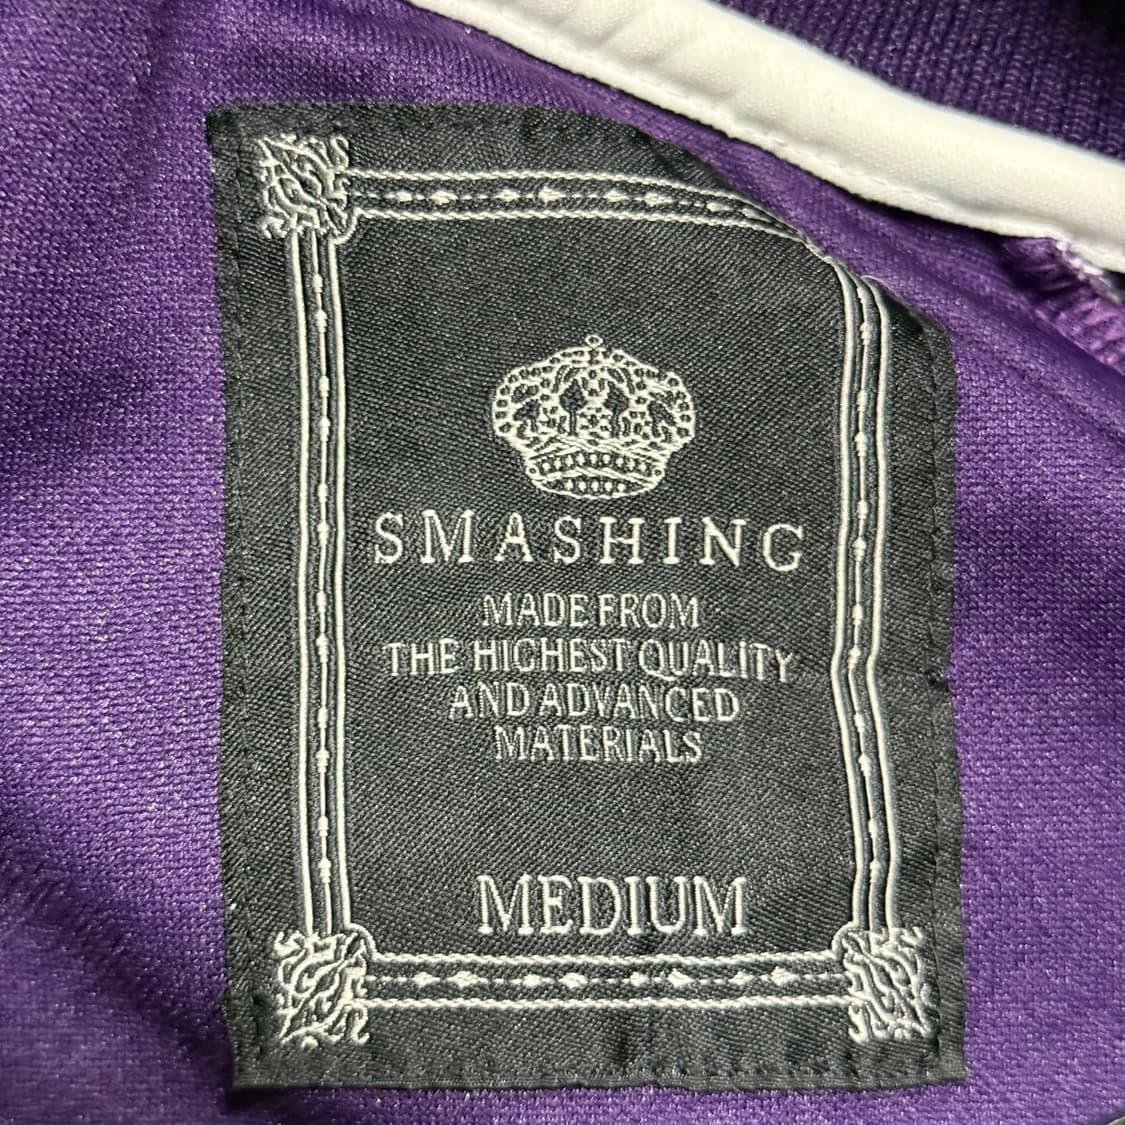 SMASHING
MADE FROM
THE HIGHEST QUALITY
AND ADVANCED
MATERIALS
MEDIUM